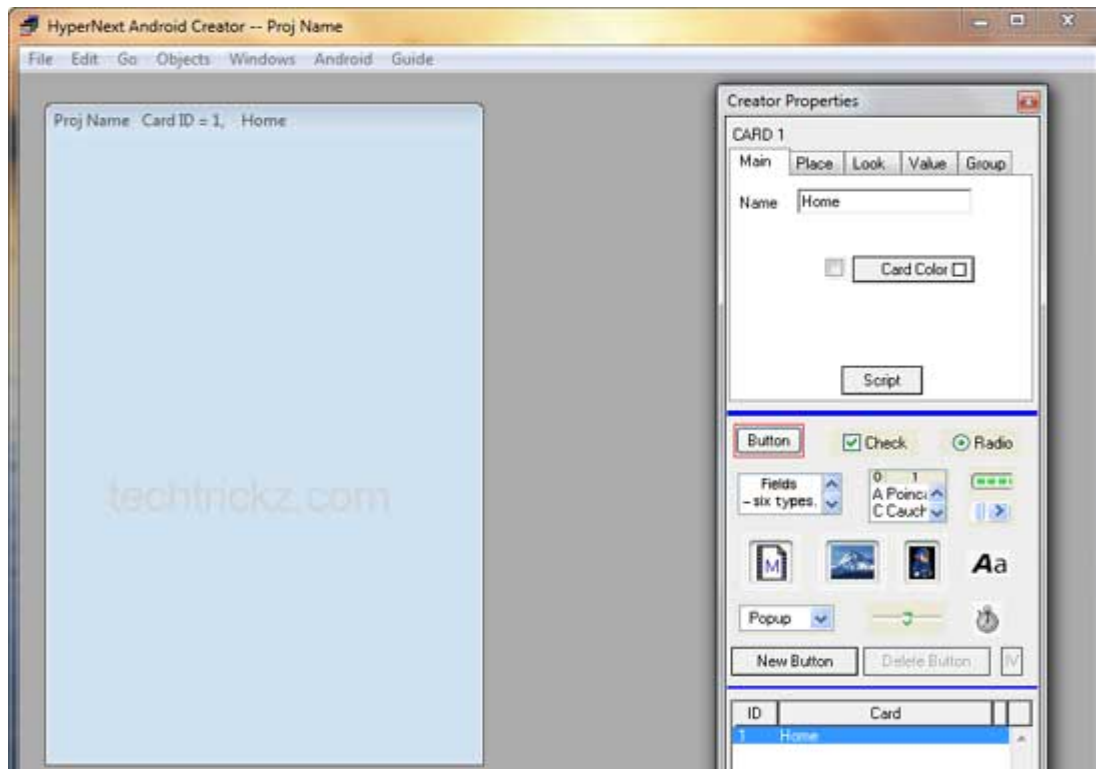 HyperNext Android Creator -- Proj Name
File Edit Go Objects Windows Android Guide
Proj Name Card ID = 1, Home
techtrickz.com
Creator Properties
CARD 1
Main Place Look Value Group
Name Home
Card Color
Script
Button Check Radio
Fields
– six types.
0 1
A Poinc
C Cauch
M
Aa
Popup
New Button Delete Button IV
ID Card
1 Home